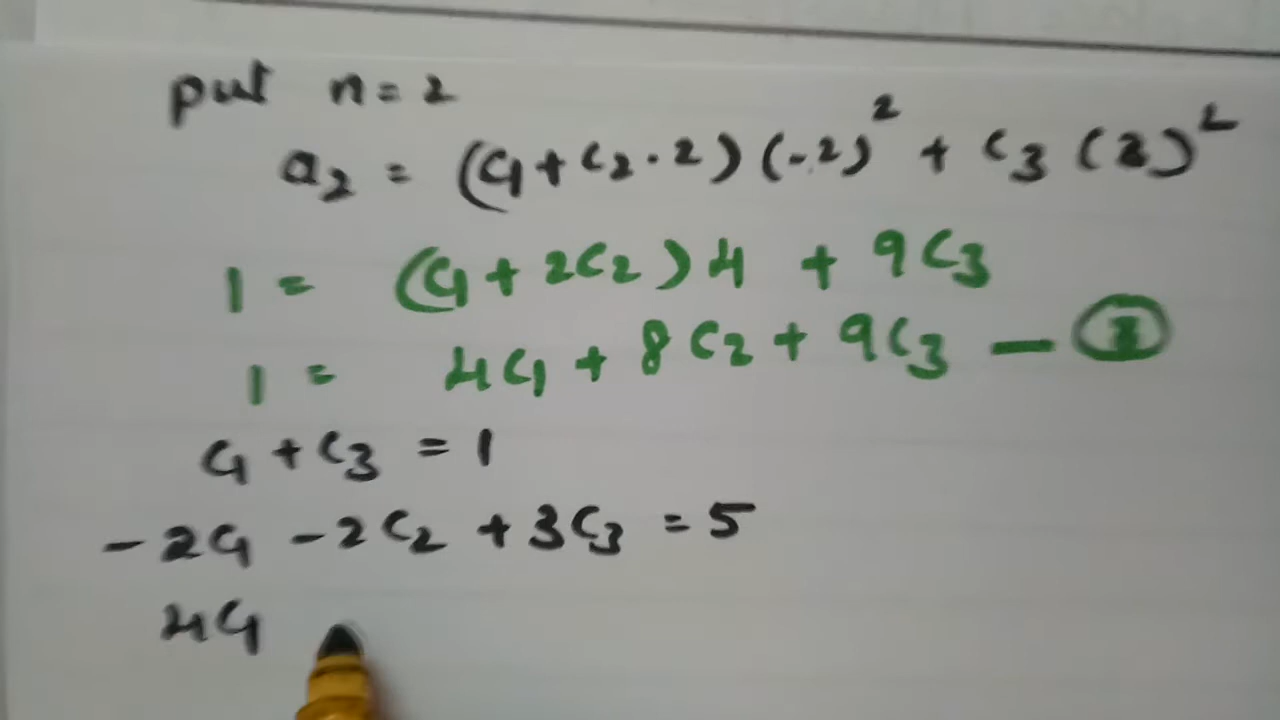 put n = 2
a₂ = (C₁ + C₂ · 2) (-2)² + C₃ (3)²
1 = (C₁ + 2C₂) 4 + 9C₃
1 = 4C₁ + 8C₂ + 9C₃ —
C₁ + C₃ = 1
- 2C₁ - 2C₂ + 3C₃ = 5
4C₁